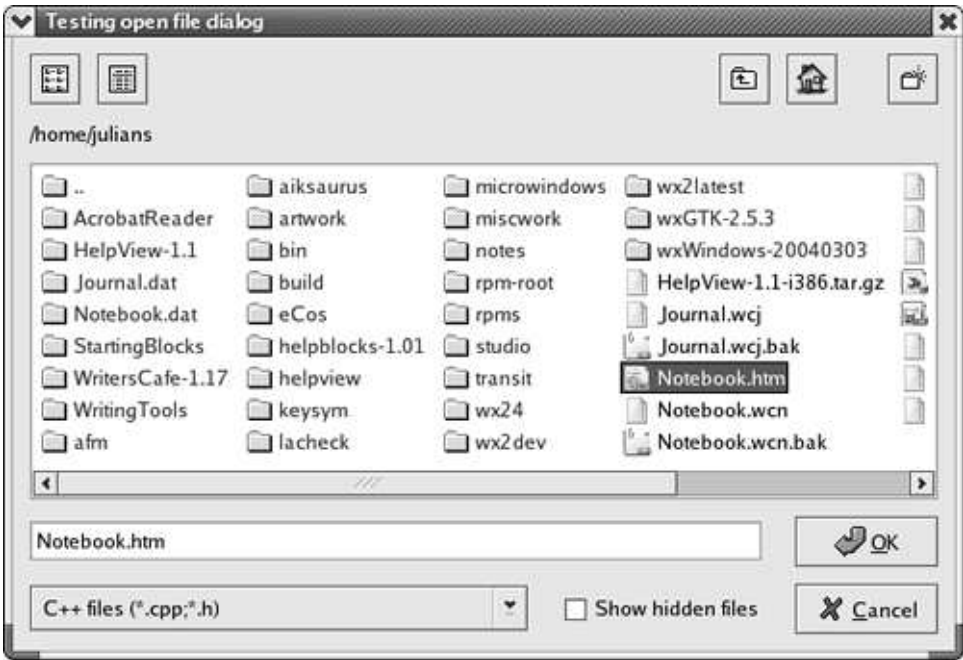 Testing open file dialog
/home/julians
.. aiksaurus microwindows wx2latest
AcrobatReader artwork miscwork wxGTK-2.5.3
HelpView-1.1 bin notes wxWindows-20040303
Journal.dat build rpm-root HelpView-1.1-i386.tar.gz
Notebook.dat eCos rpms Journal.wcj
StartingBlocks helpblocks-1.01 studio Journal.wcj.bak
WritersCafe-1.17 helpview transit Notebook.htm
WritingTools keysym wx24 Notebook.wcn
afm lacheck wx2dev Notebook.wcn.bak
Notebook.htm OK
C++ files (*.cpp;*.h) Show hidden files Cancel